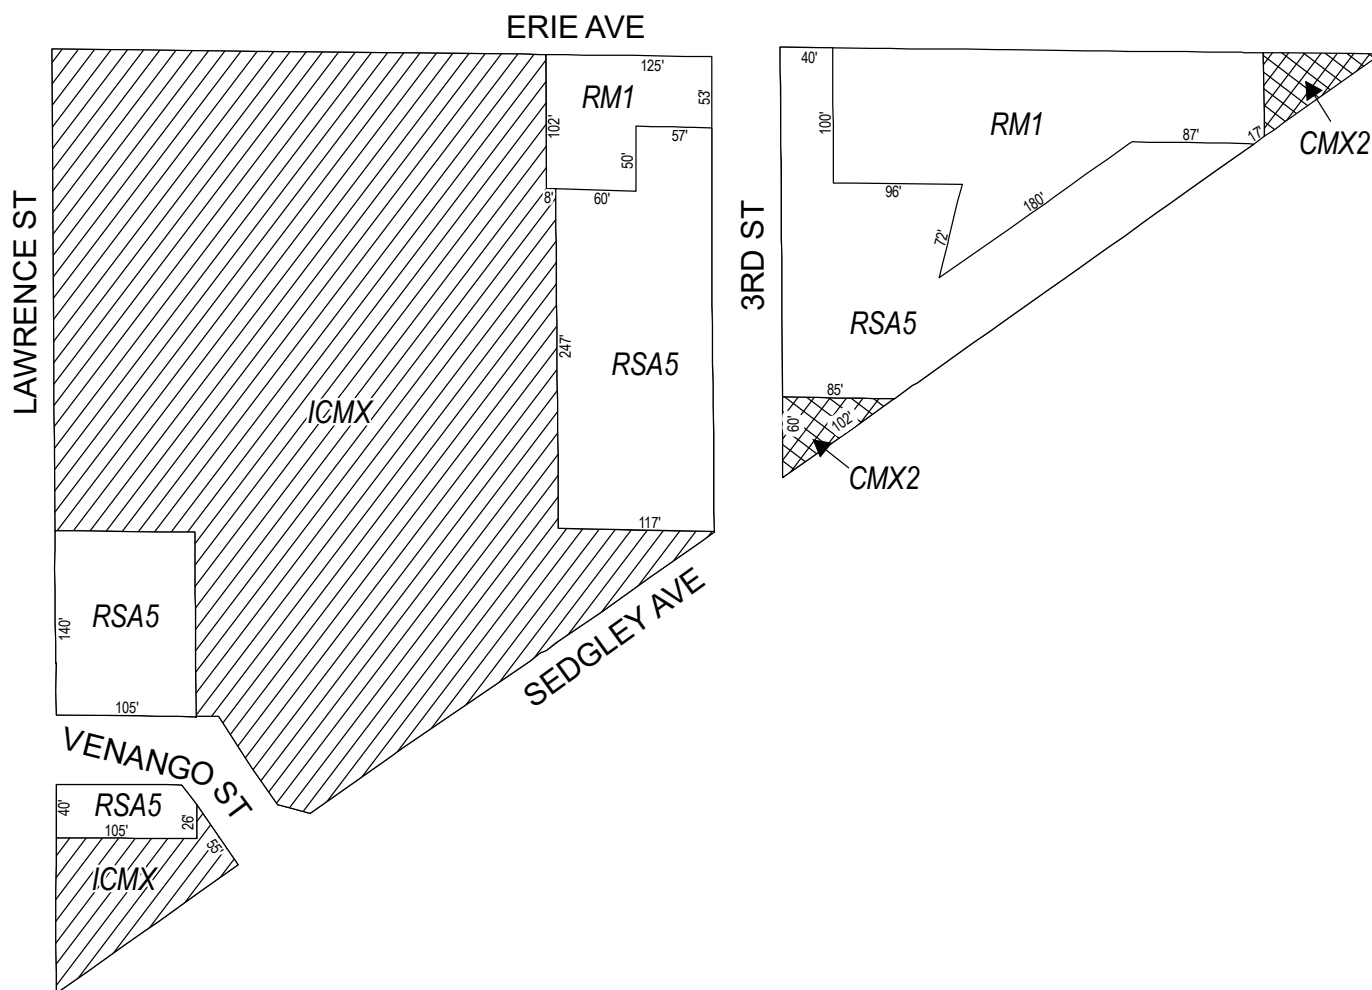 ERIE AVE
125'
RM1
53'
102'
57'
50'
8'
60'
40'
100'
RM1
87'
17'
CMX2
96'
180'
72'
LAWRENCE ST
3RD ST
ICMX
247'
RSA5
RSA5
85'
60'
102'
CMX2
117'
SEDGLEY AVE
RSA5
140'
105'
VENANGO ST
40'
RSA5
26'
105'
55'
ICMX